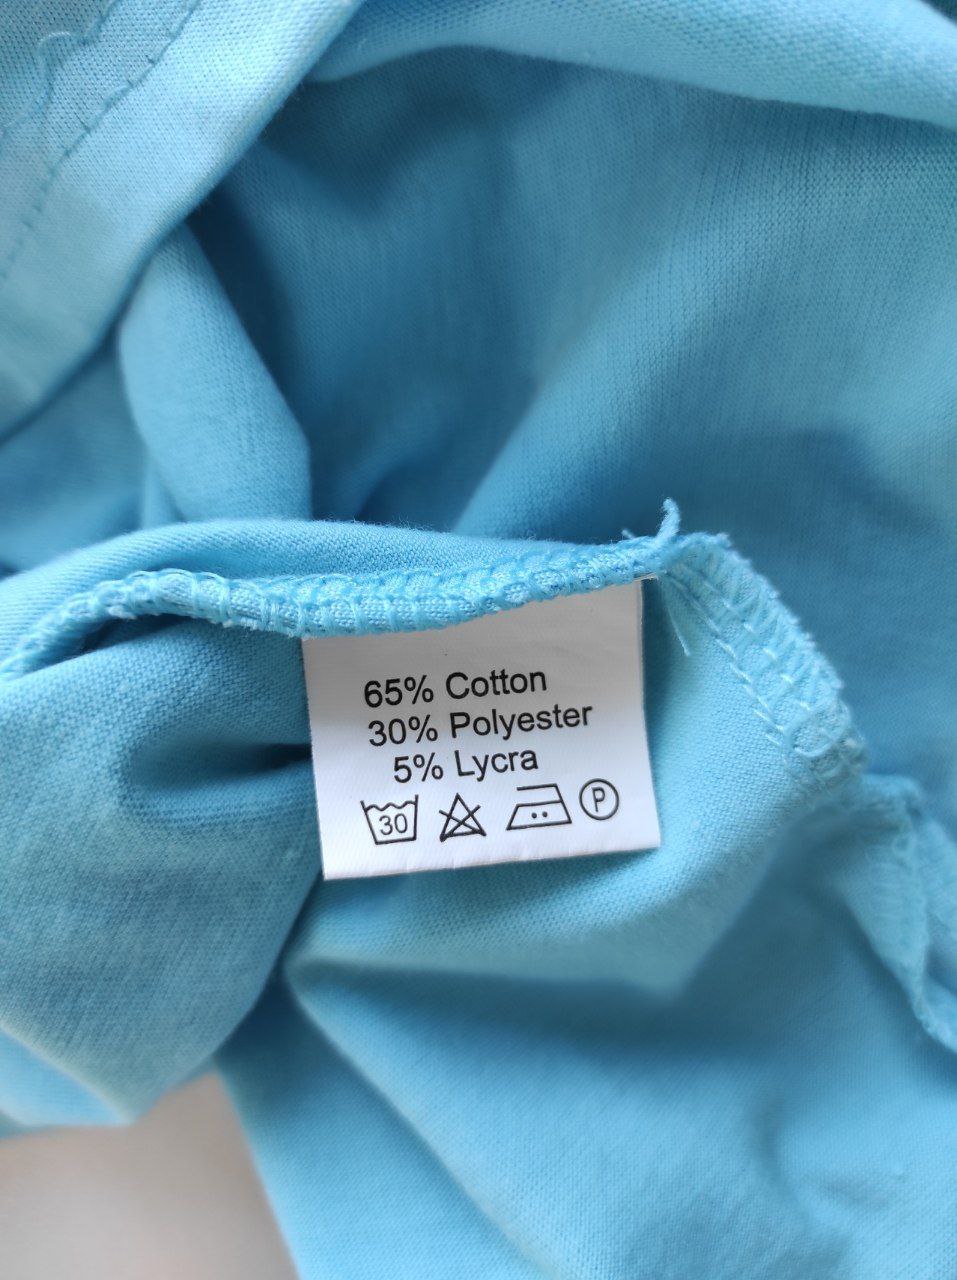 65% Cotton
30% Polyester
5% Lycra
30 P